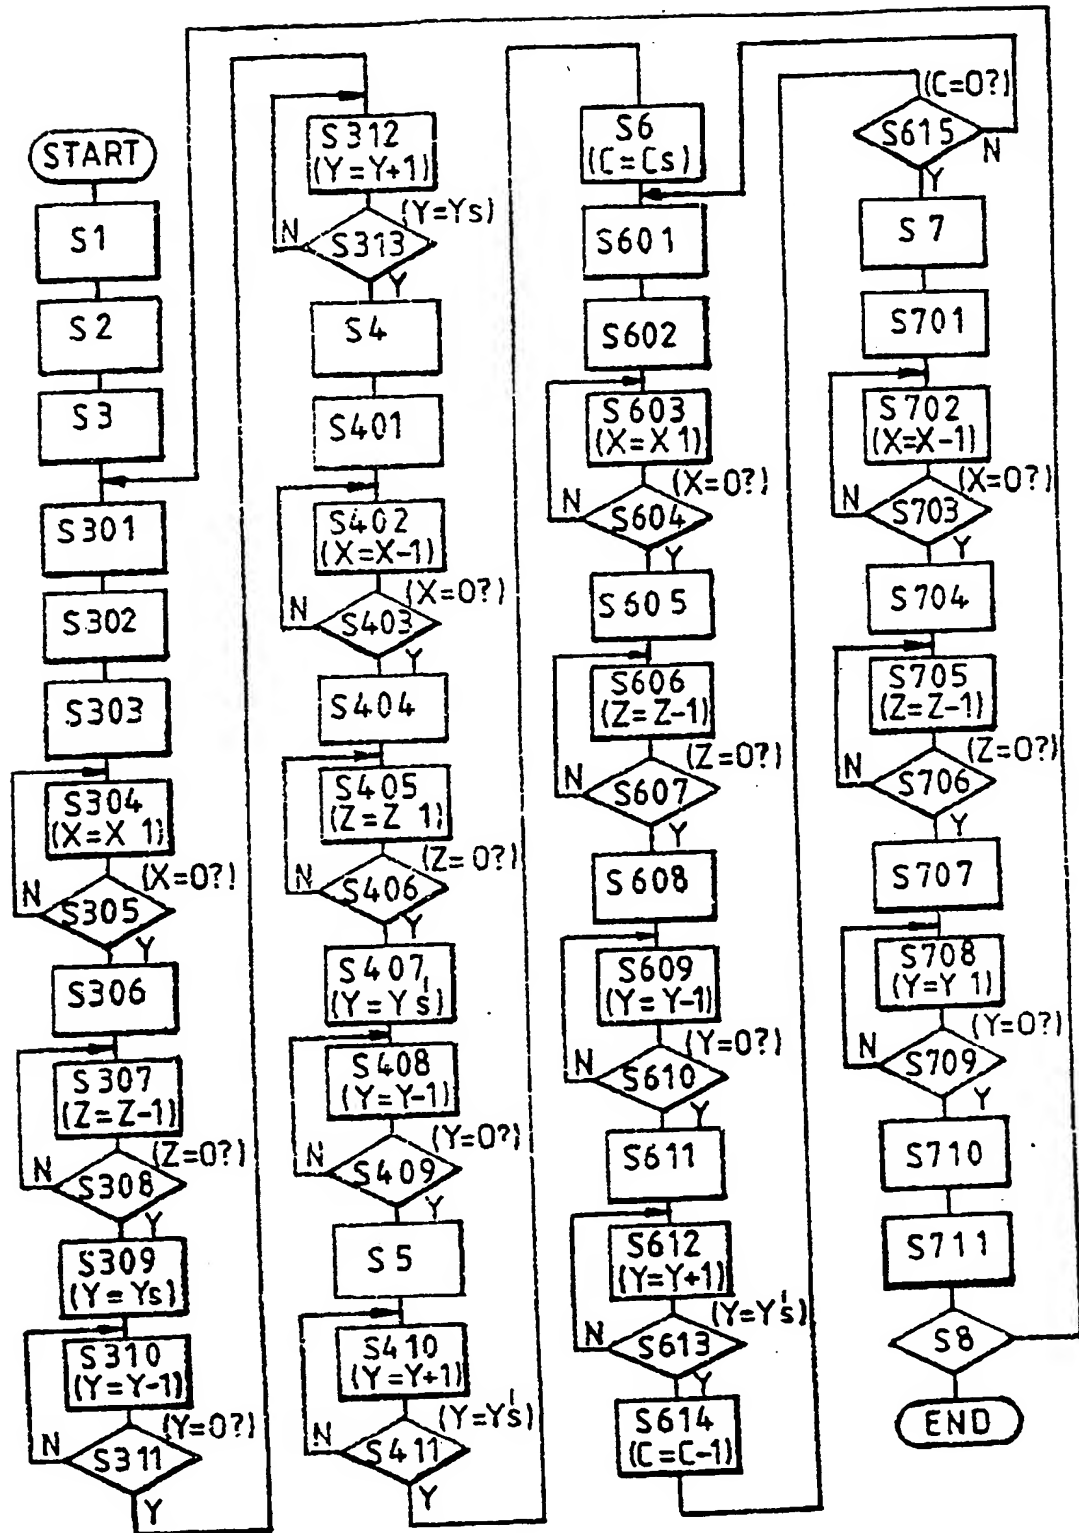 START
S1
S2
S3
S301
S302
S303
S304
(X=X 1)
(X=0?)
N
S305
Y
S306
S307
(Z=Z-1)
(Z=0?)
N
S308
Y
S309
(Y=Ys)
S310
(Y=Y-1)
(Y=0?)
N
S311
Y
S312
(Y=Y+1)
(Y=Ys)
N
S313
Y
S4
S401
S402
(X=X-1)
(X=0?)
N
S403
Y
S404
S405
(Z=Z 1)
(Z=0?)
N
S406
Y
S407
(Y=Y's)
S408
(Y=Y-1)
(Y=0?)
N
S409
Y
S5
S410
(Y=Y+1)
(Y=Y's)
N
S411
Y
S6
(C=Cs)
S601
S602
S603
(X=X 1)
(X=0?)
N
S604
Y
S605
S606
(Z=Z-1)
(Z=0?)
N
S607
Y
S608
S609
(Y=Y-1)
(Y=0?)
N
S610
Y
S611
S612
(Y=Y+1)
(Y=Y's)
N
S613
Y
S614
(C=C-1)
(C=0?)
S615
N
Y
S7
S701
S702
(X=X-1)
(X=0?)
N
S703
Y
S704
S705
(Z=Z-1)
(Z=0?)
N
S706
Y
S707
S708
(Y=Y 1)
(Y=0?)
N
S709
Y
S710
S711
S8
END